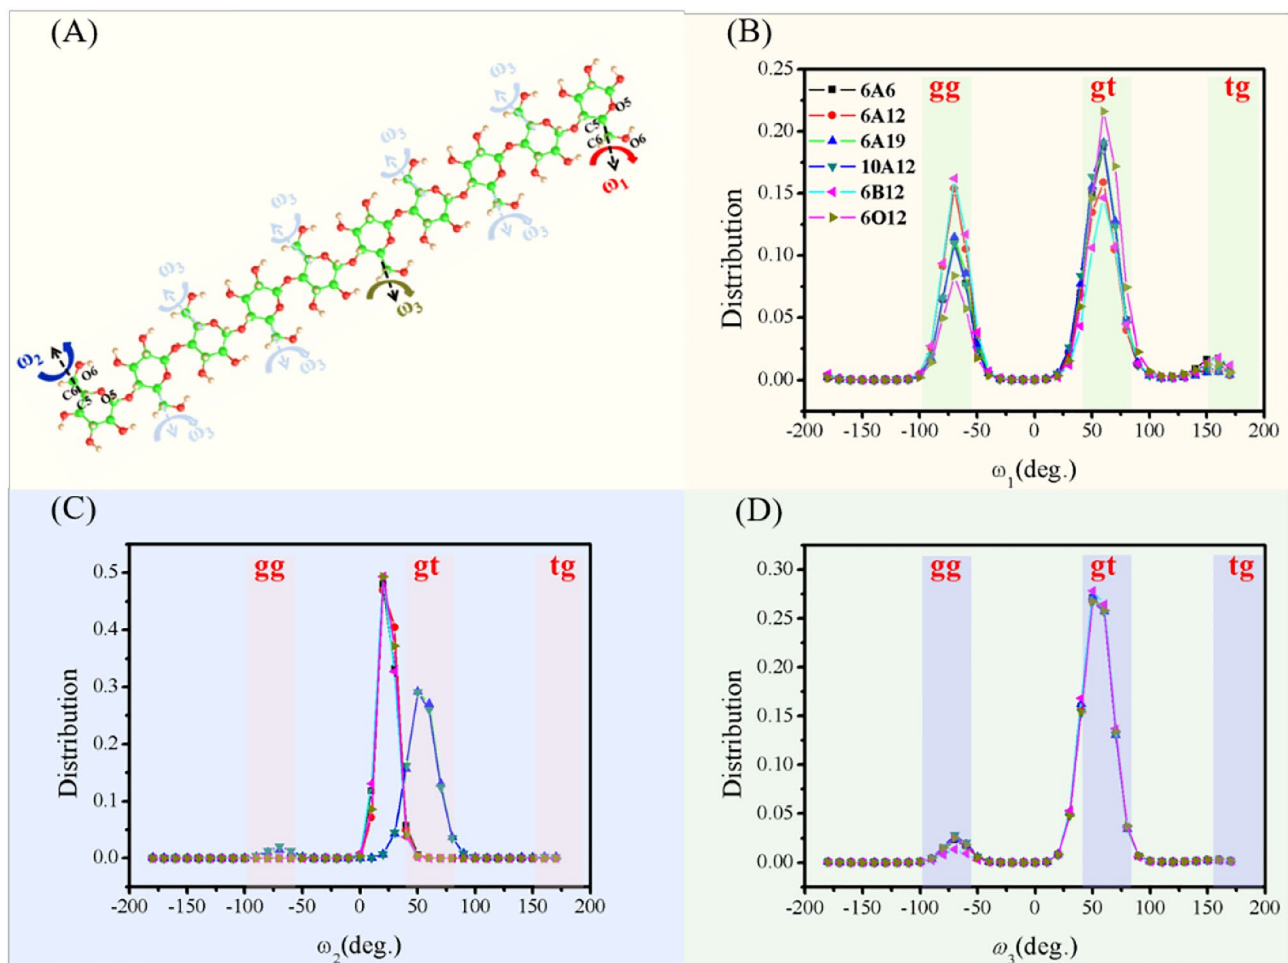 (A)
ω3
ω3
ω3
ω3
O5
C5
C6
O6
ω1
ω3
ω3
ω3
ω3
ω2
O6
C6
C5
O5
(B)
0.25
0.20
0.15
0.10
0.05
0.00
Distribution
6A6
6A12
6A19
10A12
6B12
6O12
gg
gt
tg
-200 -150 -100 -50 0 50 100 150 200
ω1(deg.)
(C)
0.5
0.4
0.3
0.2
0.1
0.0
Distribution
gg
gt
tg
-200 -150 -100 -50 0 50 100 150 200
ω2(deg.)
(D)
0.30
0.25
0.20
0.15
0.10
0.05
0.00
Distribution
gg
gt
tg
-200 -150 -100 -50 0 50 100 150 200
ω3(deg.)